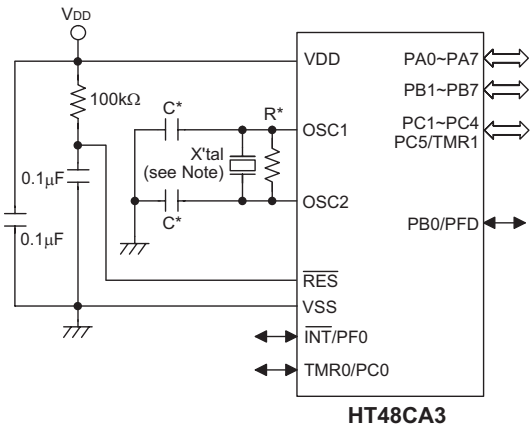 VDD
VDD
PA0~PA7
100kΩ
PB1~PB7
C*
R*
OSC1
PC1~PC4
PC5/TMR1
X'tal
(see Note)
0.1μF
OSC2
C*
PB0/PFD
0.1μF
RES
VSS
INT/PF0
TMR0/PC0
HT48CA3